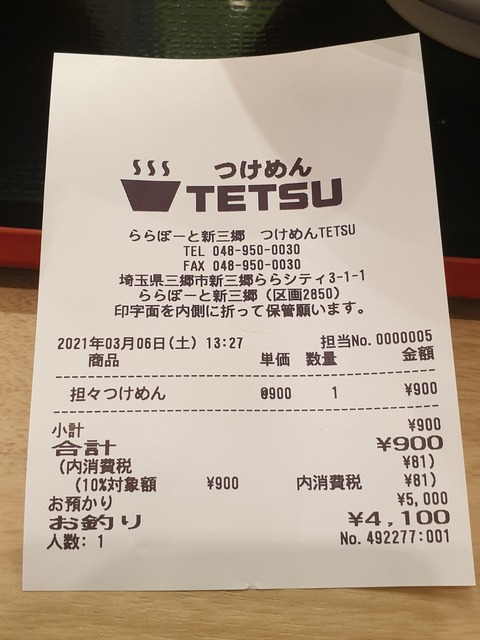 つけめん
TETSU
ららぽーと新三郷 つけめんTETSU
TEL 048-950-0030
FAX 048-950-0030
埼玉県三郷市新三郷ららシティ3-1-1
ららぽーと新三郷(区画2850)
印字面を内側に折って保管願います。
2021年03月06日(土) 13:27 担当No.0000005
商品 単価 数量 金額
担々つけめん @900 1 ¥900
小計 ¥900
合計 ¥900
(内消費税 ¥81)
(10%対象額 ¥900 内消費税 ¥81)
お預かり ¥5,000
お釣り ¥4,100
人数: 1 No. 492277:001